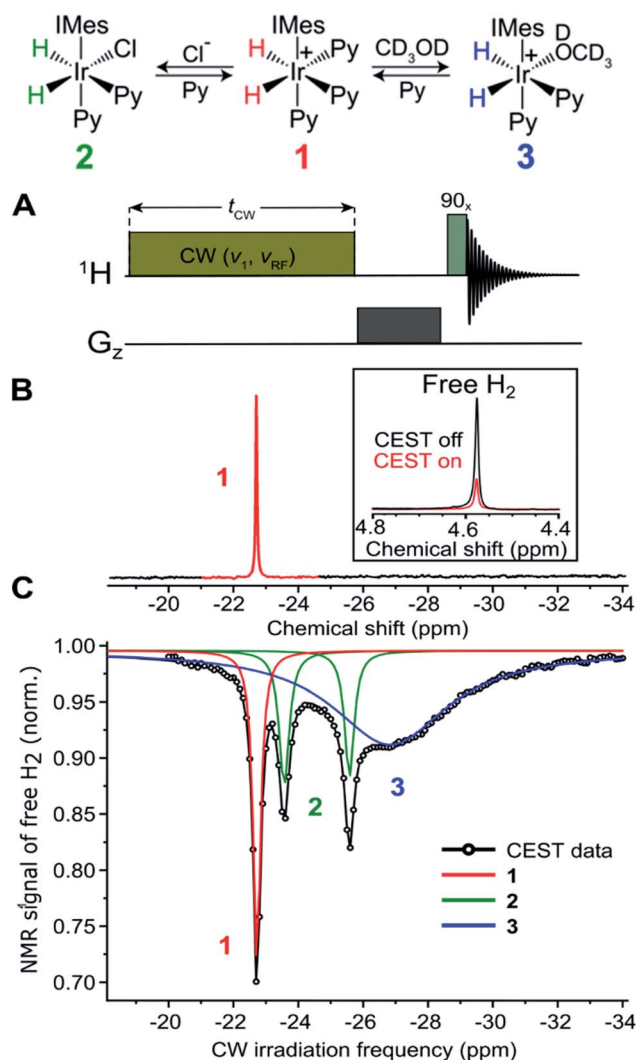 IMes
H
Cl
Ir
H
Py
Py
2
Cl⁻
Py
IMes
H
+
Py
Ir
H
Py
Py
1
CD₃OD
Py
IMes
D
H
+
OCD₃
Ir
H
Py
Py
3
A
t_CW
CW (ν₁, ν_RF)
90ₓ
¹H
G_z
B
1
Free H₂
CEST off
CEST on
4.8 4.6 4.4
Chemical shift (ppm)
-20 -22 -24 -26 -28 -30 -32 -34
Chemical shift (ppm)
C
NMR signal of free H₂ (norm.)
1.00
0.95
0.90
0.85
0.80
0.75
0.70
1
2
3
CEST data
1
2
3
-20 -22 -24 -26 -28 -30 -32 -34
CW irradiation frequency (ppm)